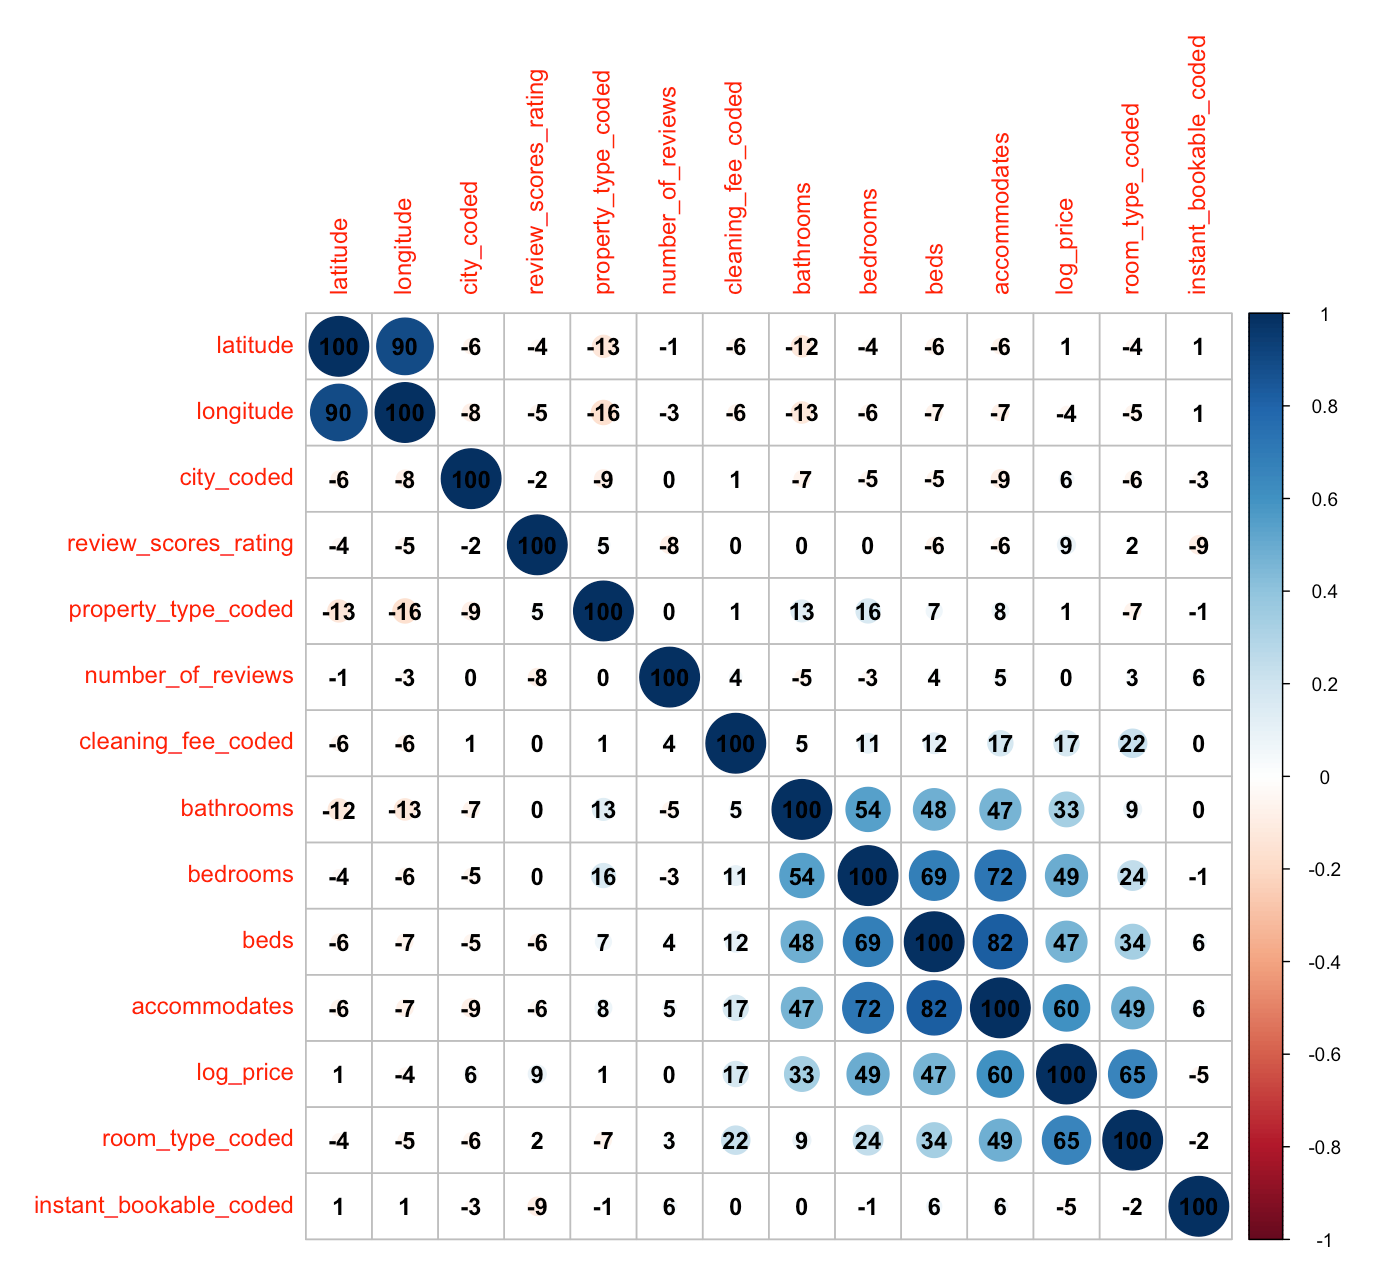 latitude longitude city_coded review_scores_rating property_type_coded number_of_reviews cleaning_fee_coded bathrooms bedrooms beds accommodates log_price room_type_coded instant_bookable_coded
latitude 100 90 -6 -4 -13 -1 -6 -12 -4 -6 -6 1 -4 1
longitude 90 100 -8 -5 -16 -3 -6 -13 -6 -7 -7 -4 -5 1
city_coded -6 -8 100 -2 -9 0 1 -7 -5 -5 -9 6 -6 -3
review_scores_rating -4 -5 -2 100 5 -8 0 0 0 -6 -6 9 2 -9
property_type_coded -13 -16 -9 5 100 0 1 13 16 7 8 1 -7 -1
number_of_reviews -1 -3 0 -8 0 100 4 -5 -3 4 5 0 3 6
cleaning_fee_coded -6 -6 1 0 1 4 100 5 11 12 17 17 22 0
bathrooms -12 -13 -7 0 13 -5 5 100 54 48 47 33 9 0
bedrooms -4 -6 -5 0 16 -3 11 54 100 69 72 49 24 -1
beds -6 -7 -5 -6 7 4 12 48 69 100 82 47 34 6
accommodates -6 -7 -9 -6 8 5 17 47 72 82 100 60 49 6
log_price 1 -4 6 9 1 0 17 33 49 47 60 100 65 -5
room_type_coded -4 -5 -6 2 -7 3 22 9 24 34 49 65 100 -2
instant_bookable_coded 1 1 -3 -9 -1 6 0 0 -1 6 6 -5 -2 100
1
0.8
0.6
0.4
0.2
0
-0.2
-0.4
-0.6
-0.8
-1